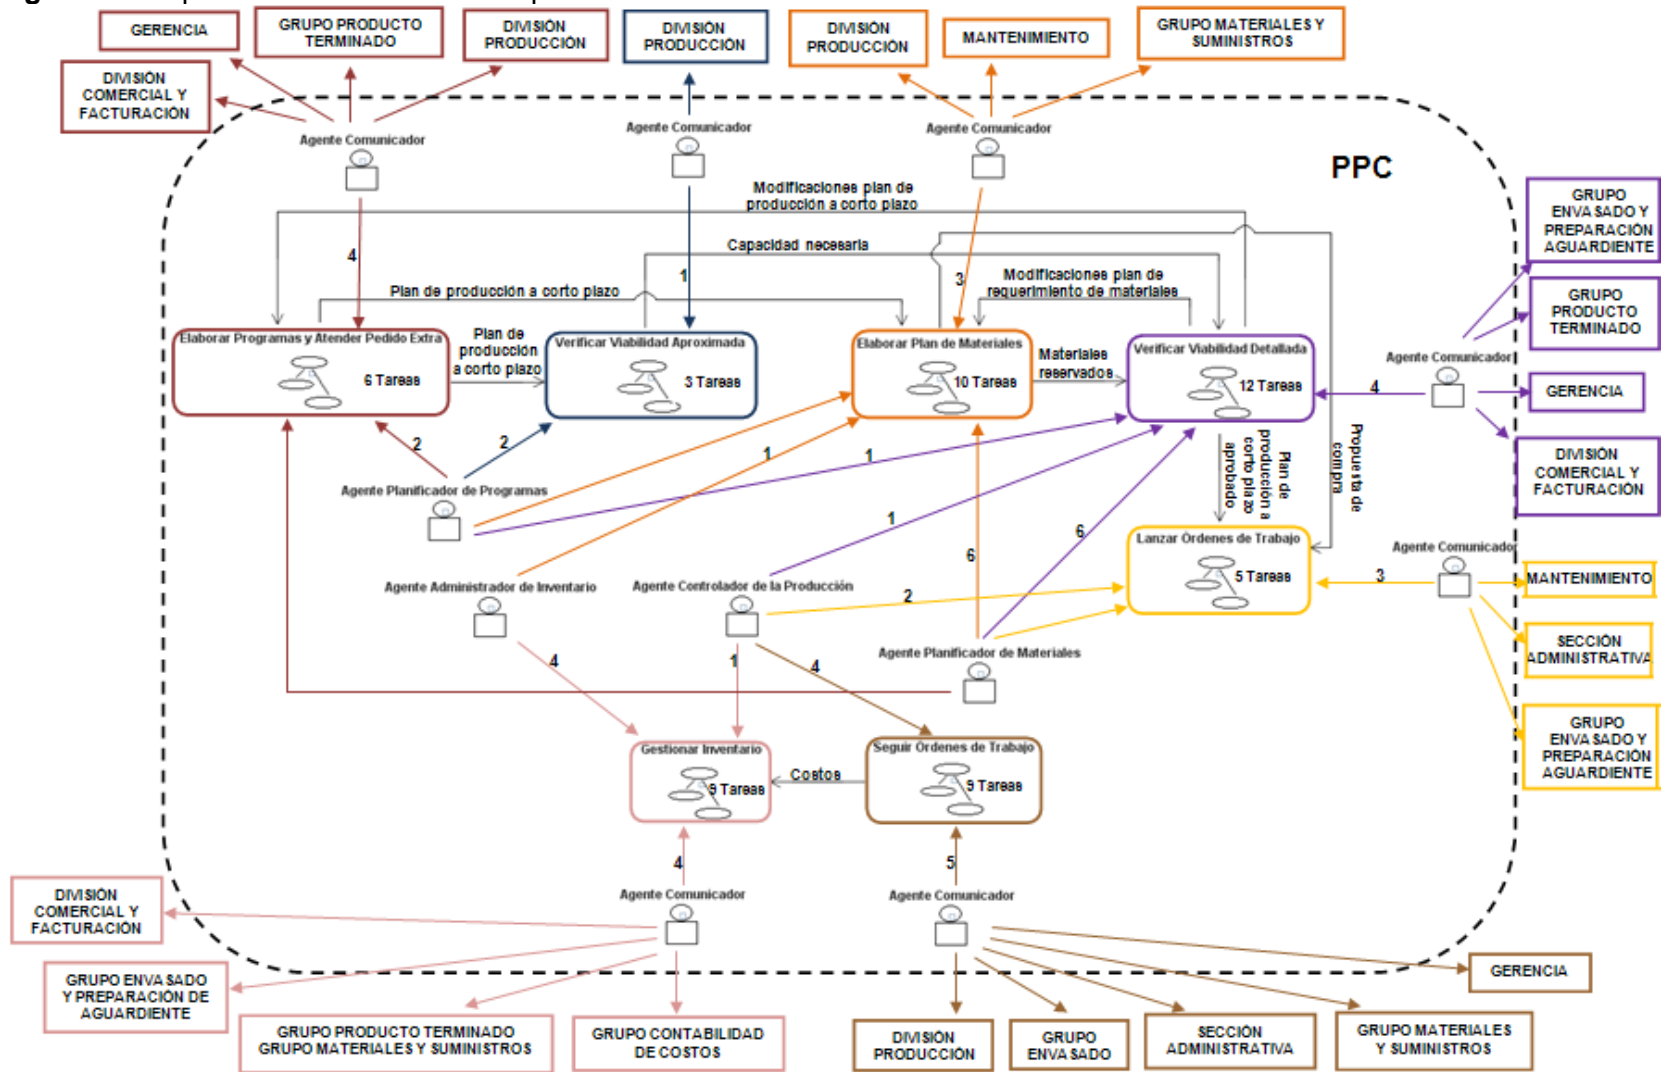 GERENCIA
GRUPO PRODUCTO
TERMINADO
DIVISIÓN
PRODUCCIÓN
DIVISIÓN
PRODUCCIÓN
DIVISIÓN
PRODUCCIÓN
MANTENIMIENTO
GRUPO MATERIALES Y
SUMINISTROS
DIVISIÓN
COMERCIAL Y
FACTURACIÓN
Agente Comunicador
Agente Comunicador
Agente Comunicador
PPC
Modificaciones plan de
producción a corto plazo
Capacidad necesaria
4
1
3
Modificaciones plan de
requerimiento de materiales
Plan de producción a corto plazo
GRUPO
ENVASADO Y
PREPARACIÓN
AGUARDIENTE
GRUPO
PRODUCTO
TERMINADO
Elaborar Programas y Atender Pedido Extra
6 Tareas
Plan de
producción
a corto plazo
Verificar Viabilidad Aproximada
3 Tareas
Elaborar Plan de Materiales
10 Tareas
Materiales
reservados
Verificar Viabilidad Detallada
12 Tareas
4
Agente Comunicador
GERENCIA
DIVISIÓN
COMERCIAL Y
FACTURACIÓN
2
2
1
1
1
6
6
Plan de
producción a
corto plazo
aprobado
Propuesta de
compra
Agente Planificador de Programas
Lanzar Órdenes de Trabajo
5 Tareas
3
Agente Comunicador
MANTENIMIENTO
SECCIÓN
ADMINISTRATIVA
GRUPO
ENVASADO Y
PREPARACIÓN
AGUARDIENTE
Agente Administrador de Inventario
Agente Controlador de la Producción
2
Agente Planificador de Materiales
4
1
4
Gestionar Inventario
9 Tareas
Costos
Seguir Órdenes de Trabajo
9 Tareas
4
5
Agente Comunicador
Agente Comunicador
DIVISIÓN
COMERCIAL Y
FACTURACIÓN
GRUPO ENVASADO
Y PREPARACIÓN DE
AGUARDIENTE
GRUPO PRODUCTO TERMINADO
GRUPO MATERIALES Y SUMINISTROS
GRUPO CONTABILIDAD
DE COSTOS
DIVISIÓN
PRODUCCIÓN
GRUPO
ENVASADO
SECCIÓN
ADMINISTRATIVA
GRUPO MATERIALES
Y SUMINISTROS
GERENCIA